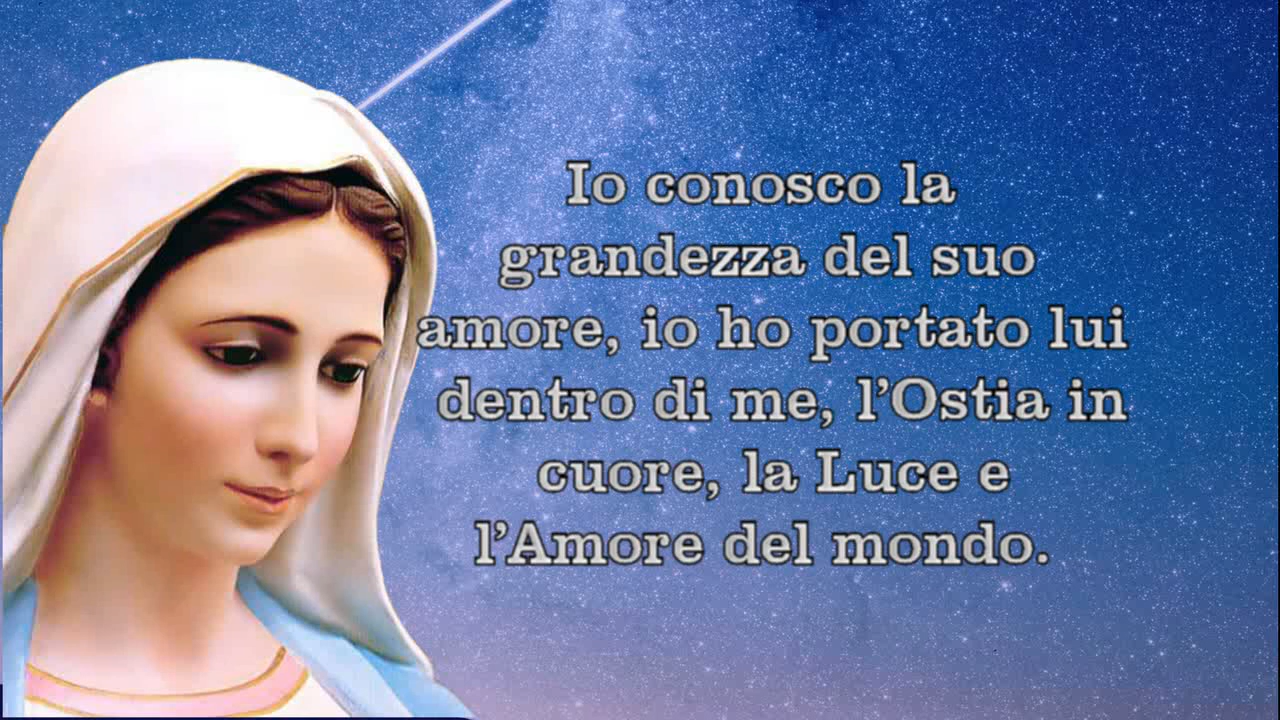 Io conosco la
grandezza del suo
amore, io ho portato lui
dentro di me, l’Ostia in
cuore, la Luce e
l’Amore del mondo.